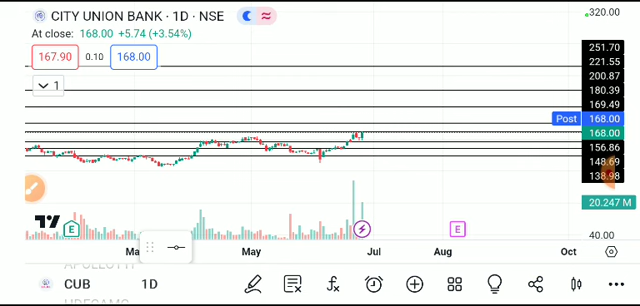 CITY UNION BANK · 1D · NSE
At close: 168.00 +5.74 (+3.54%)
167.90 0.10 168.00
1
320.00
251.70
221.55
200.87
180.39
169.49
Post 168.00
168.00
156.86
148.69
138.98
20.247 M
40.00
E
E
May Jul Aug Oct
CUB 1D